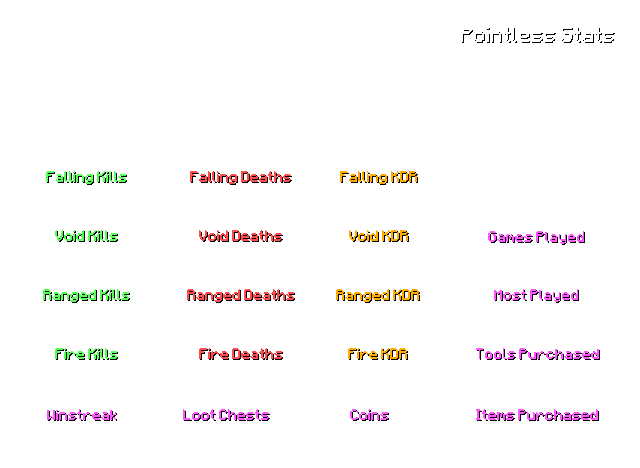 Pointless Stats
Falling Kills Falling Deaths Falling KDR
Void Kills Void Deaths Void KDR Games Played
Ranged Kills Ranged Deaths Ranged KDR Most Played
Fire Kills Fire Deaths Fire KDR Tools Purchased
Winstreak Loot Chests Coins Items Purchased